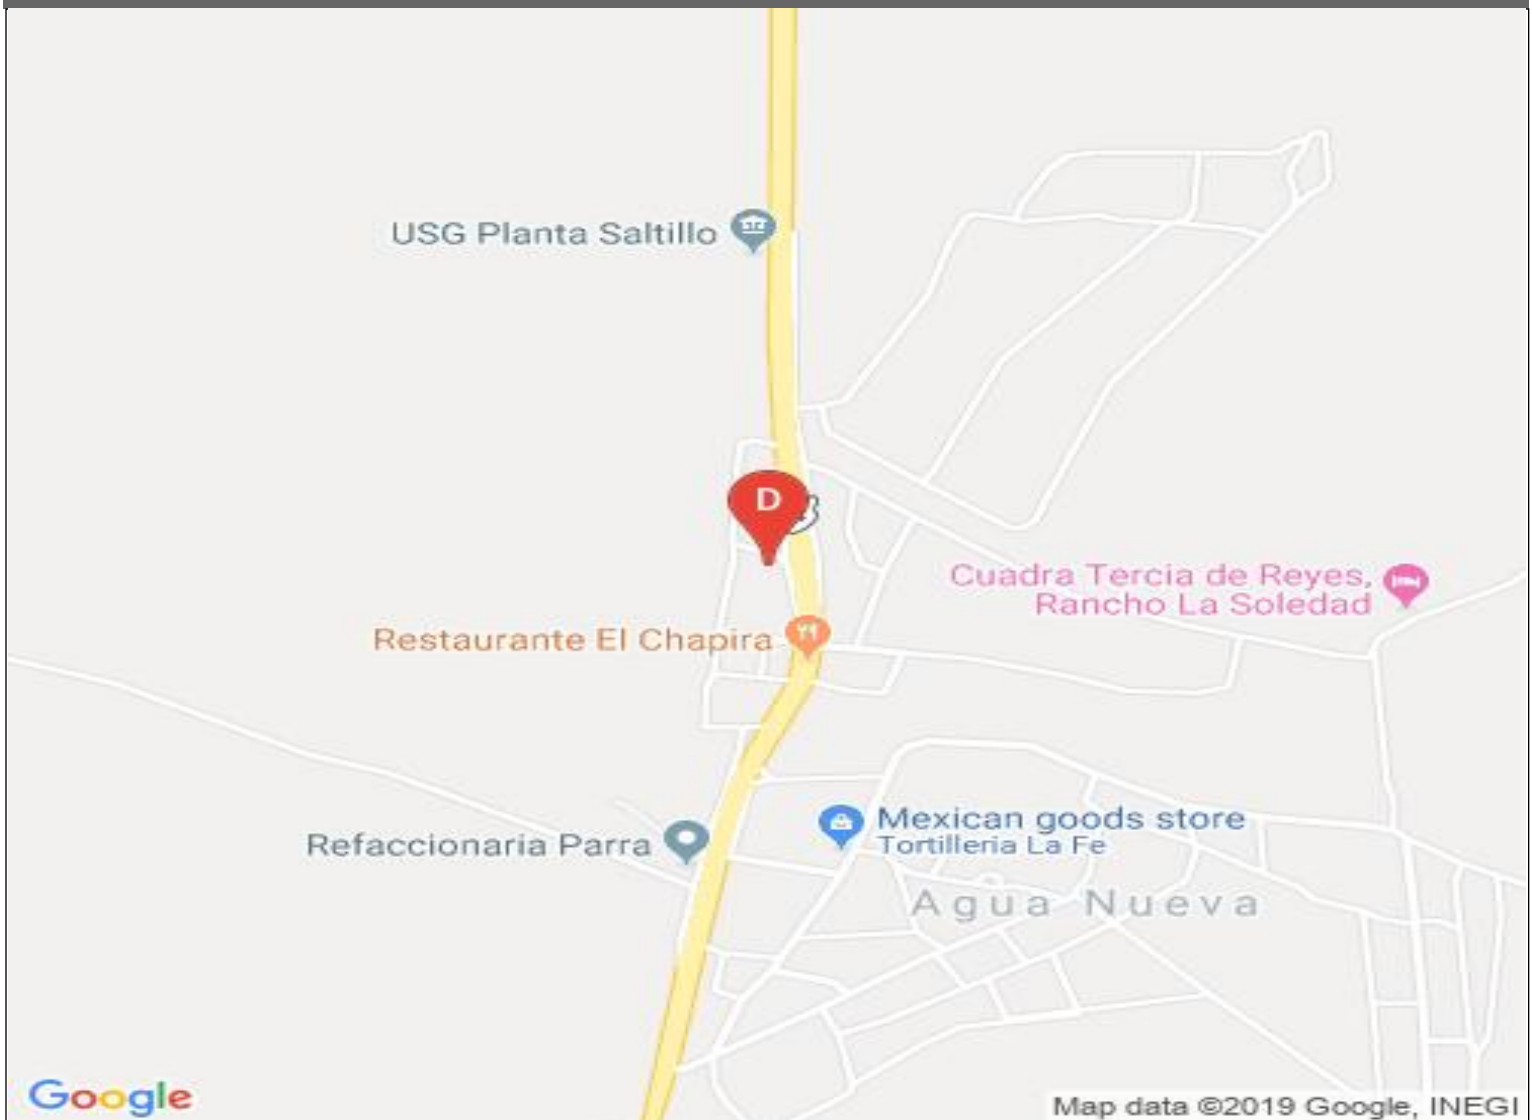 USG Planta Saltillo
D
Cuadra Tercia de Reyes,
Rancho La Soledad
Restaurante El Chapira
Mexican goods store
Tortilleria La Fe
Refaccionaria Parra
Agua Nueva
Google
Map data ©2019 Google, INEGI